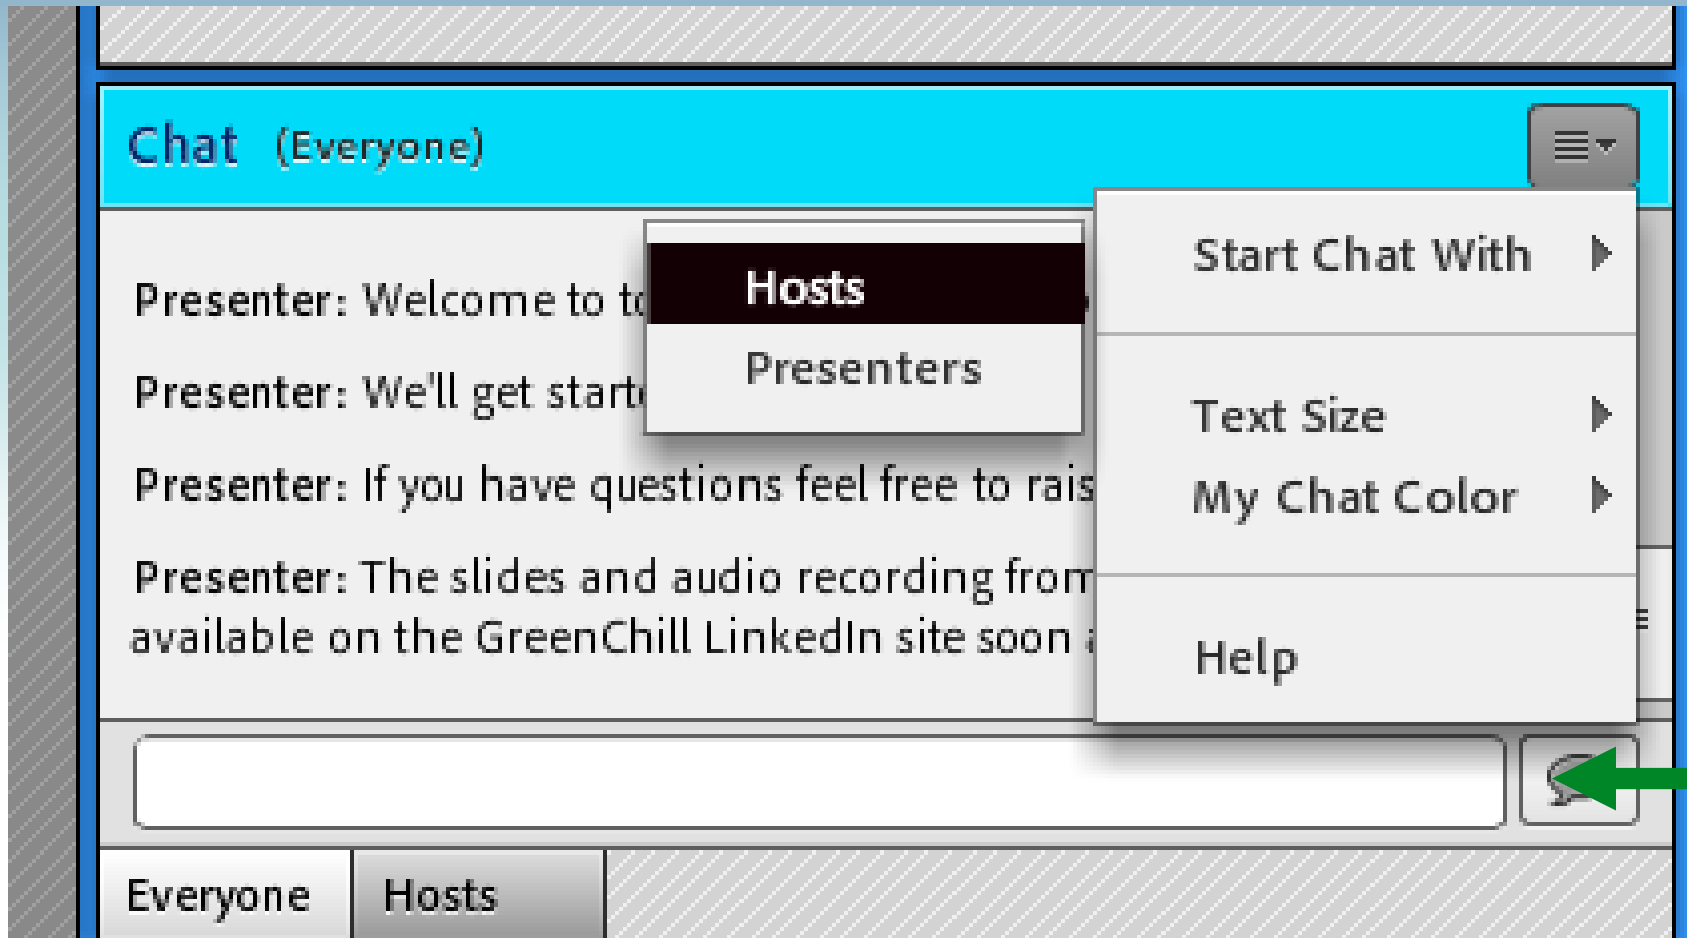 Chat (Everyone)
Start Chat With
Hosts
Presenters
Text Size
My Chat Color
Help
Presenter: Welcome to
Presenter: We'll get
Presenter: If you have questions feel free to
Presenter: The slides and audio recording from
available on the GreenChill LinkedIn site soon
Everyone Hosts